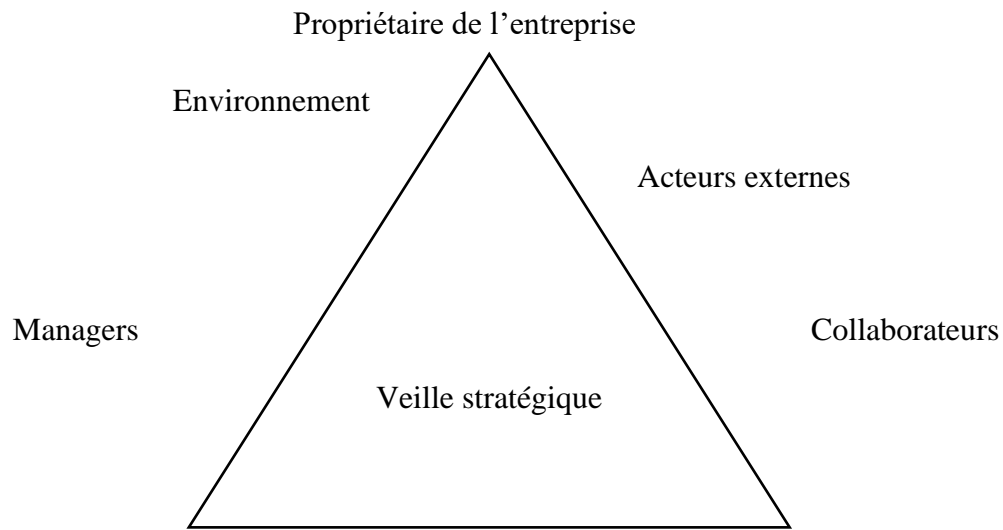 Propriétaire de l’entreprise
Environnement
Acteurs externes
Managers
Collaborateurs
Veille stratégique